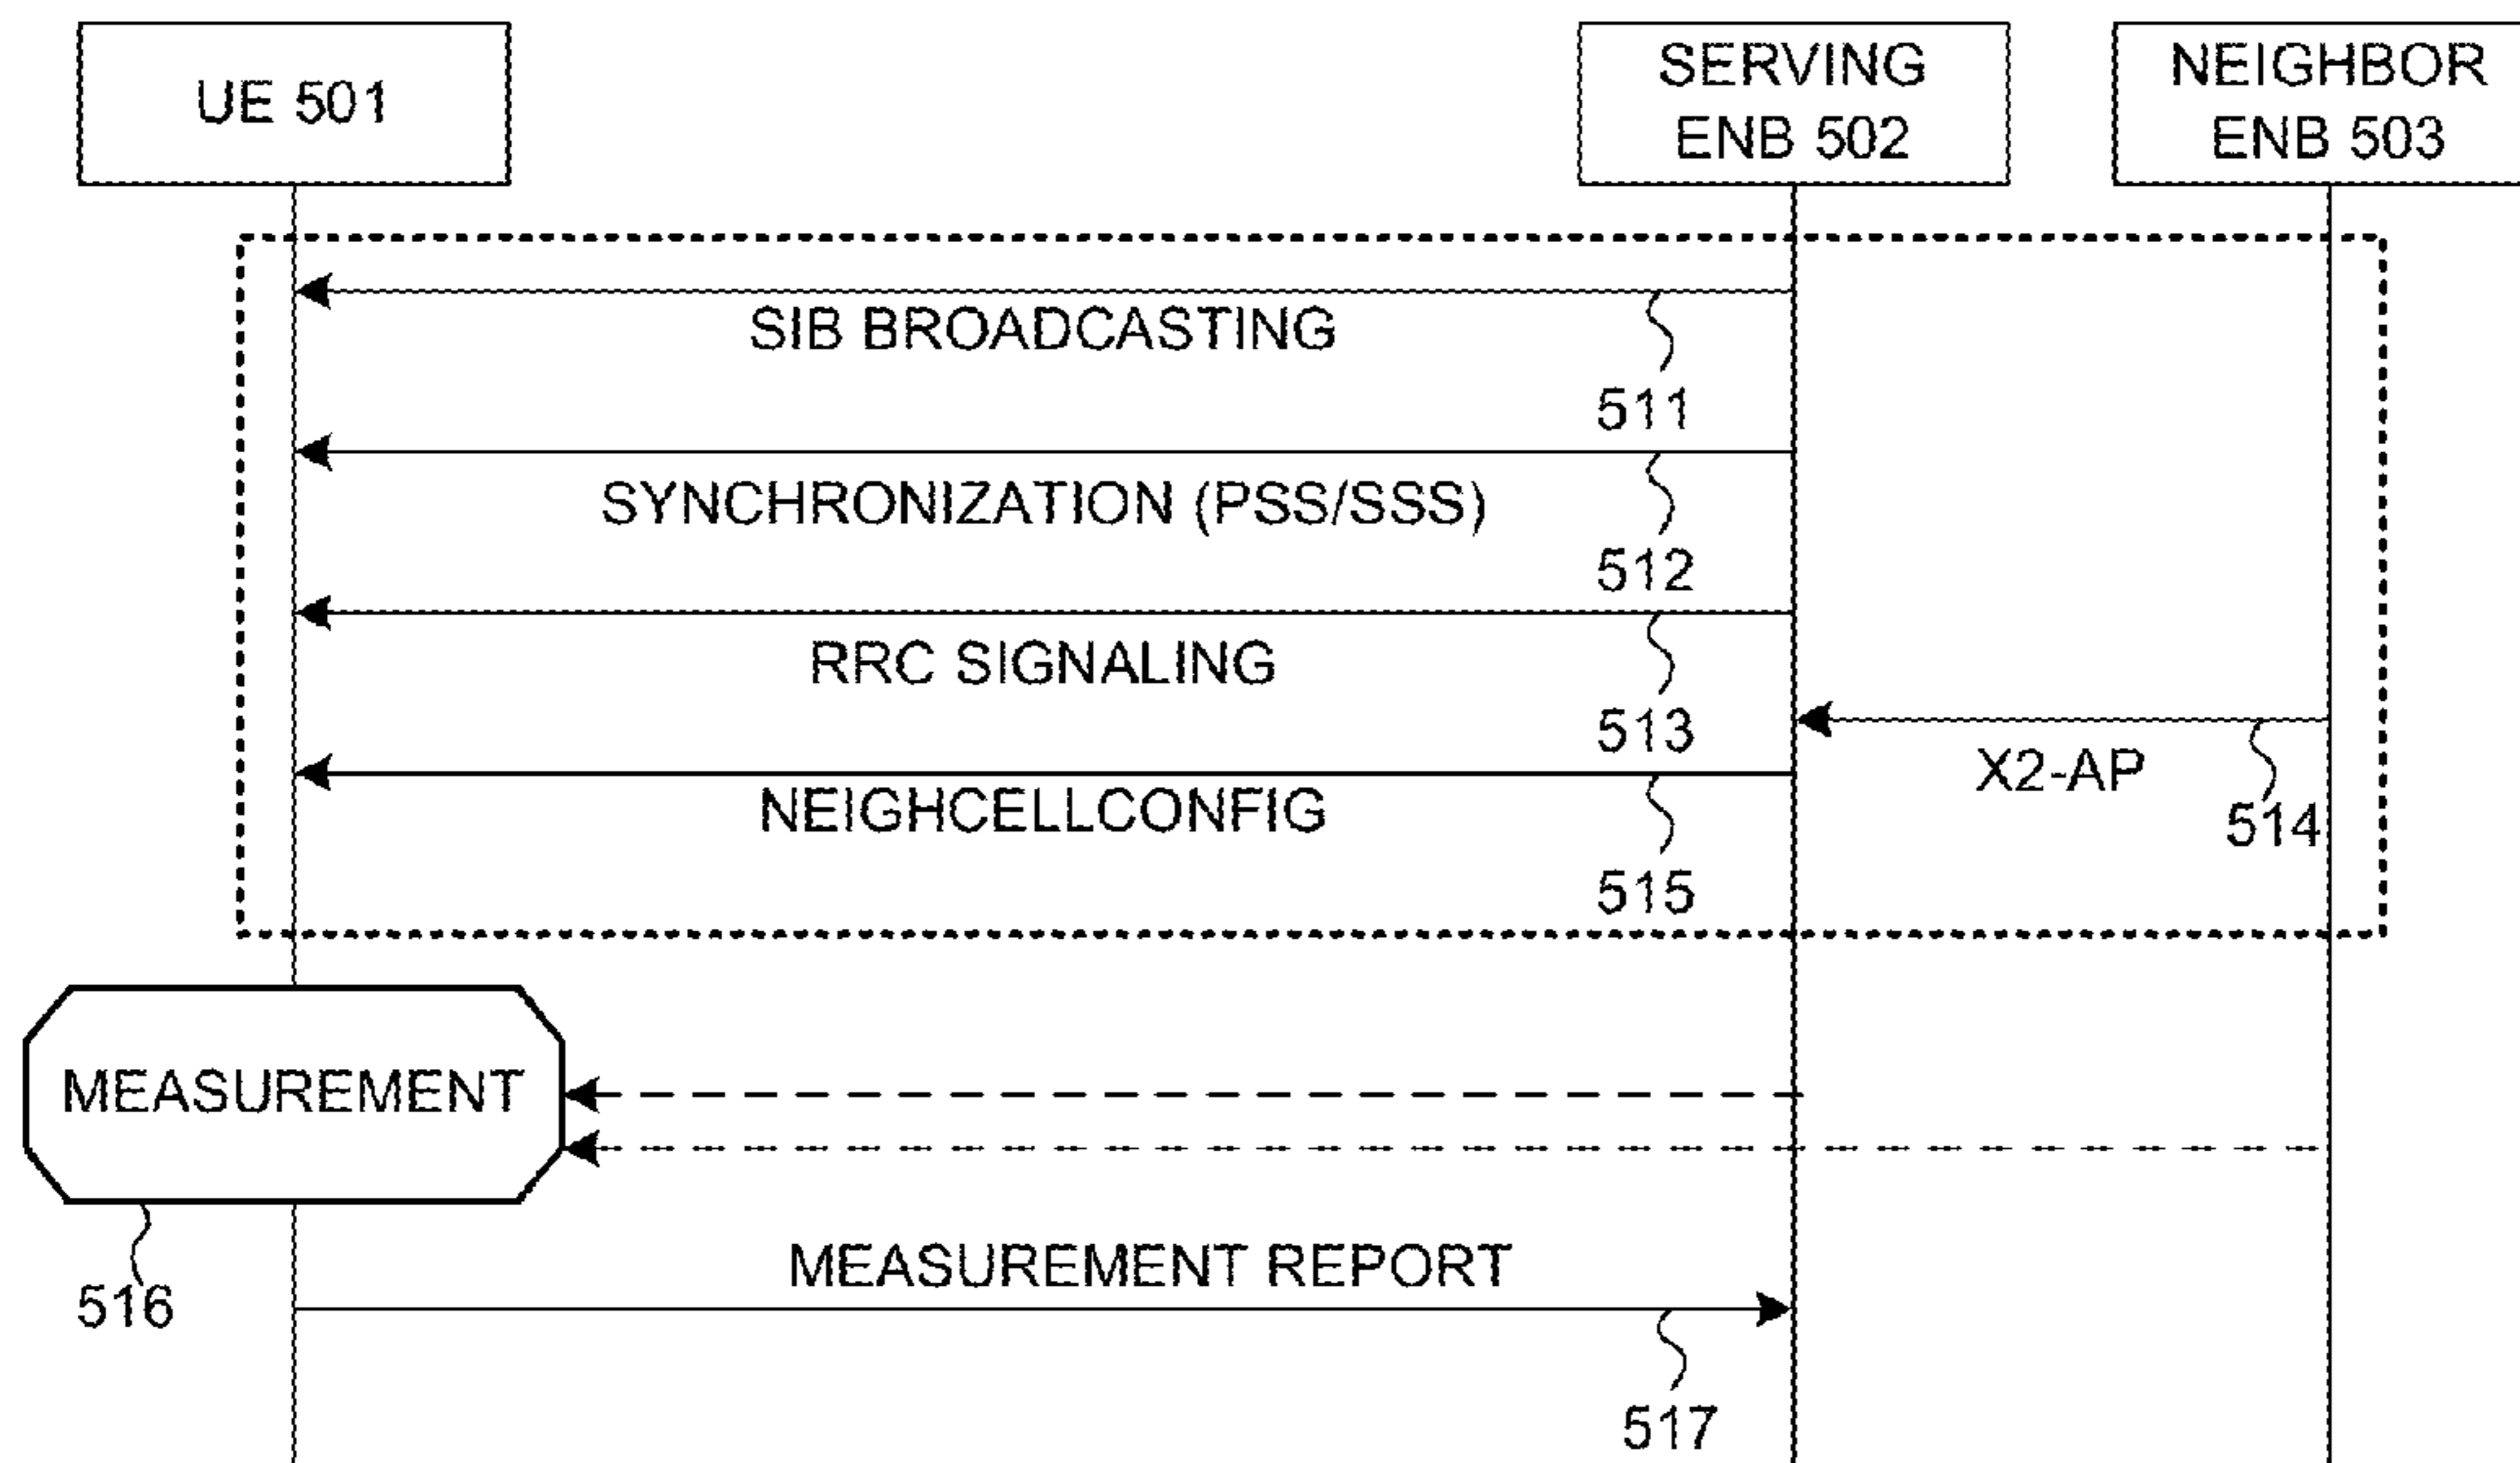 UE 501
SERVING
ENB 502
NEIGHBOR
ENB 503
SIB BROADCASTING
511
SYNCHRONIZATION (PSS/SSS)
512
RRC SIGNALING
513
X2-AP
514
NEIGHCELLCONFIG
515
MEASUREMENT
516
MEASUREMENT REPORT
517